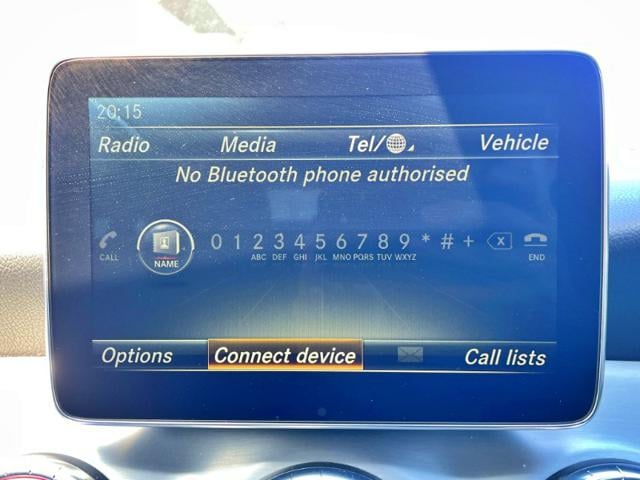 20:15
Radio Media Tel/ Vehicle
No Bluetooth phone authorised
0 1 2 3 4 5 6 7 8 9 * # +
CALL NAME ABC DEF GHI JKL MNO PQRS TUV WXYZ END
Options Connect device Call lists